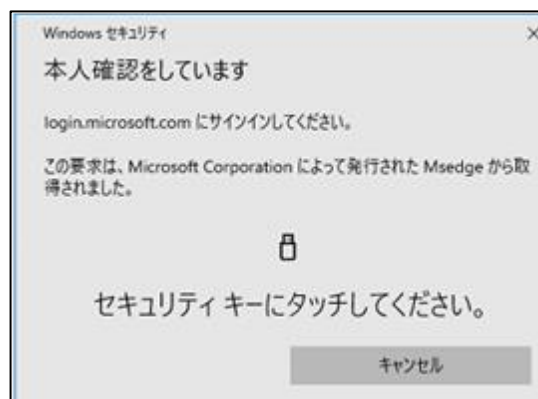 Windows セキュリティ
本人確認をしています
login.microsoft.com にサインインしてください。
この要求は、Microsoft Corporation によって発行された Msedge から取
得されました。
セキュリティ キーにタッチしてください。
キャンセル